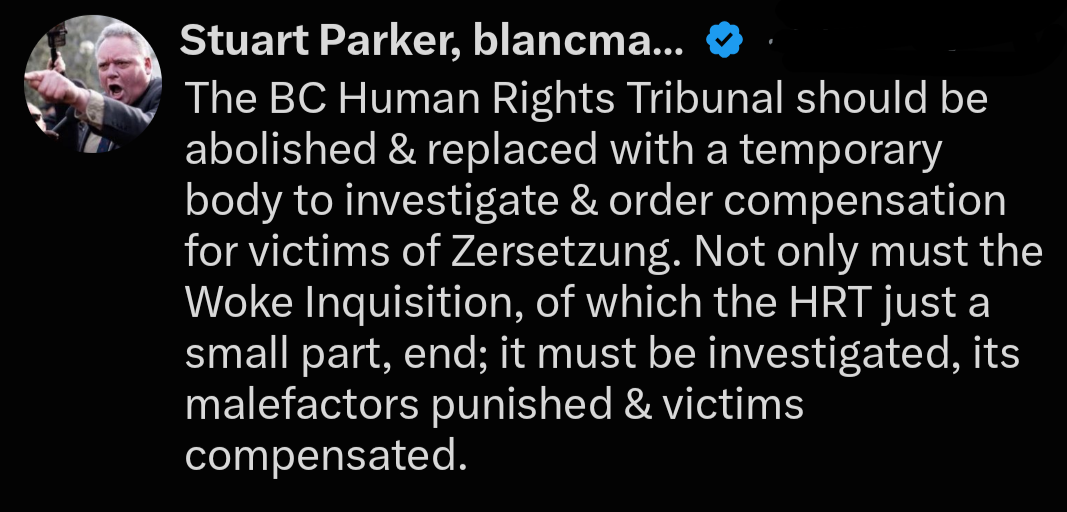 Stuart Parker, blancma...
The BC Human Rights Tribunal should be
abolished & replaced with a temporary
body to investigate & order compensation
for victims of Zersetzung. Not only must the
Woke Inquisition, of which the HRT just a
small part, end; it must be investigated, its
malefactors punished & victims
compensated.